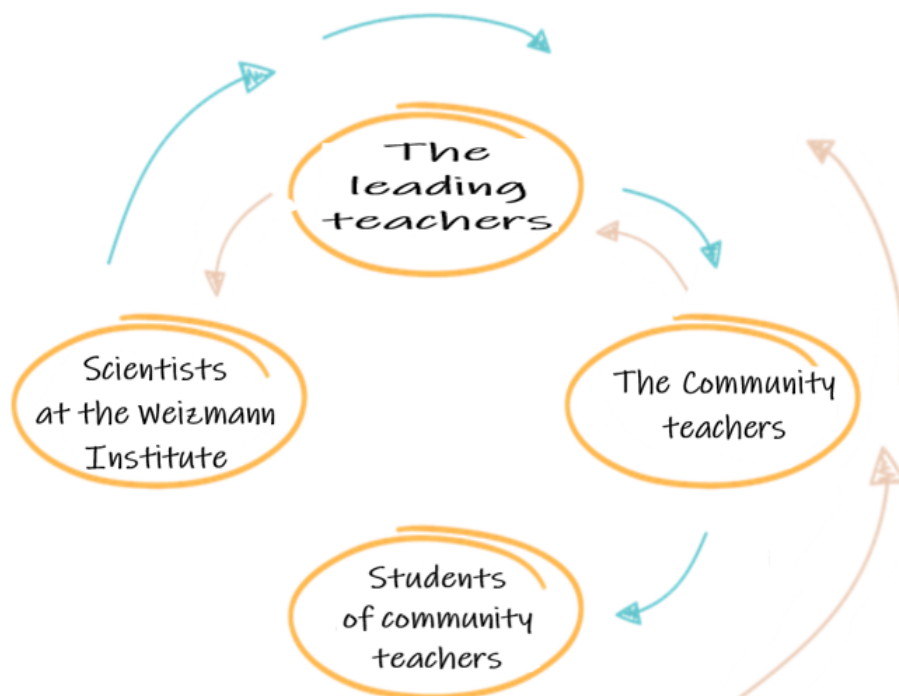 The
leading
teachers
Scientists
at the Weizmann
Institute
The Community
teachers
Students
of community
teachers